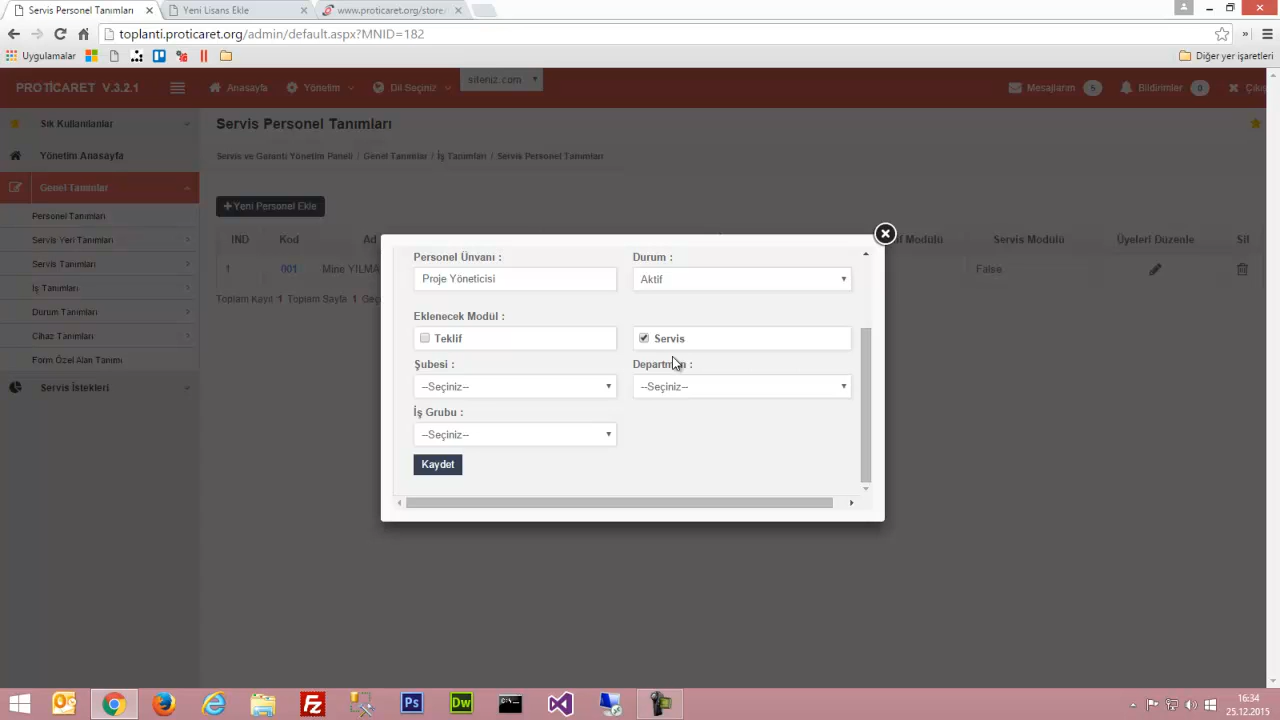 Servis Personel Tanımları
Yeni Lisans Ekle
www.proticaret.org/store
toplanti.proticaret.org/admin/default.aspx?MNID=182
Uygulamalar
Diğer yer işaretleri
PROTİCARET V.3.2.1
Anasayfa
Yönetim
Dil Seçiniz
siteniz.com
Mesajlarım
6
Bildirimler
0
Sık Kullanılanlar
Yönetim Anasayfa
Genel Tanımlar
Personel Tanımları
Servis Yeri Tanımları
Servis Tanımları
İş Tanımları
Durum Tanımları
Cihaz Tanımları
Form Özel Alan Tanımı
Servis İstekleri
Servis Personel Tanımları
Servis ve Garanti Yönetim Paneli / Genel Tanımlar / İş Tanımları / Servis Personel Tanımları
+Yeni Personel Ekle
IND
Kod
Ad
Modülü
Servis Modülü
Üyeleri Düzenle
Sil
1
001
Mine YILMA
False
Toplam Kayıt 1 Toplam Sayfa 1
Personel Ünvanı :
Durum :
Proje Yöneticisi
Aktif
Eklenecek Modül :
Teklif
Servis
Şubesi :
Departman :
--Seçiniz--
--Seçiniz--
İş Grubu :
--Seçiniz--
Kaydet
Ps
Dw
16:34
25.12.2015